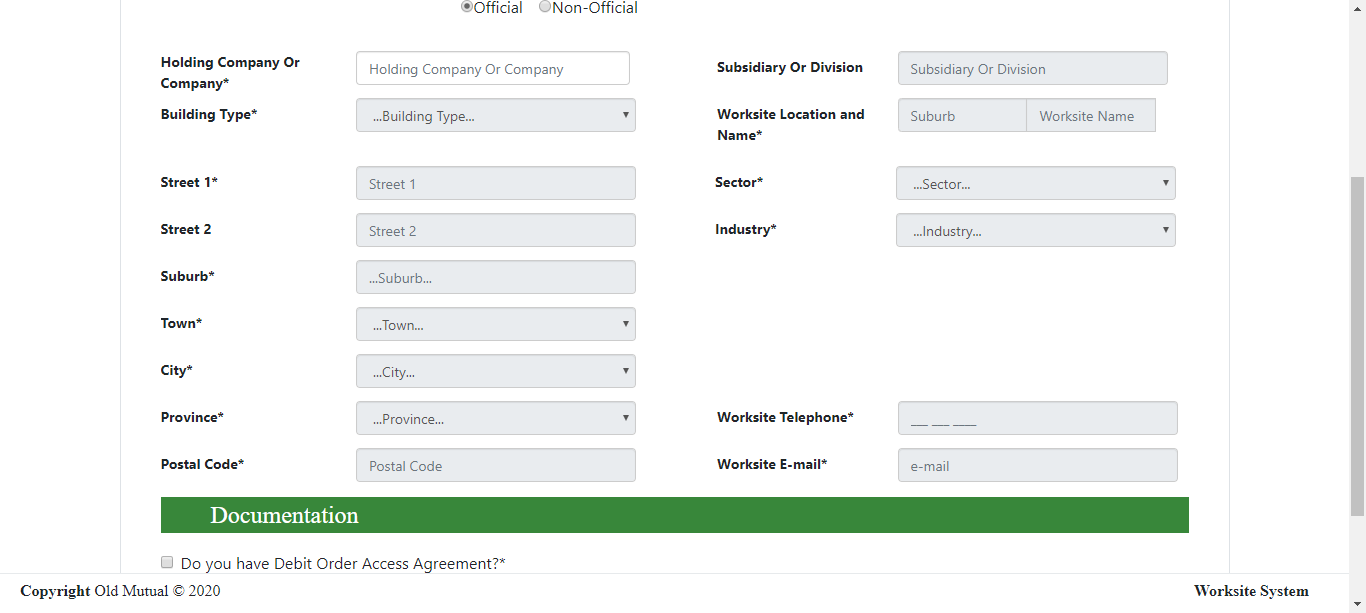 Official Non-Official
Holding Company Or
Company*
Holding Company Or Company
Subsidiary Or Division
Subsidiary Or Division
Building Type*
...Building Type...
Worksite Location and
Name*
Suburb
Worksite Name
Street 1*
Street 1
Sector*
...Sector...
Street 2
Street 2
Industry*
...Industry...
Suburb*
...Suburb...
Town*
...Town...
City*
...City...
Province*
...Province...
Worksite Telephone*
___ ___ ____
Postal Code*
Postal Code
Worksite E-mail*
e-mail
Documentation
Do you have Debit Order Access Agreement?*
Copyright Old Mutual © 2020
Worksite System